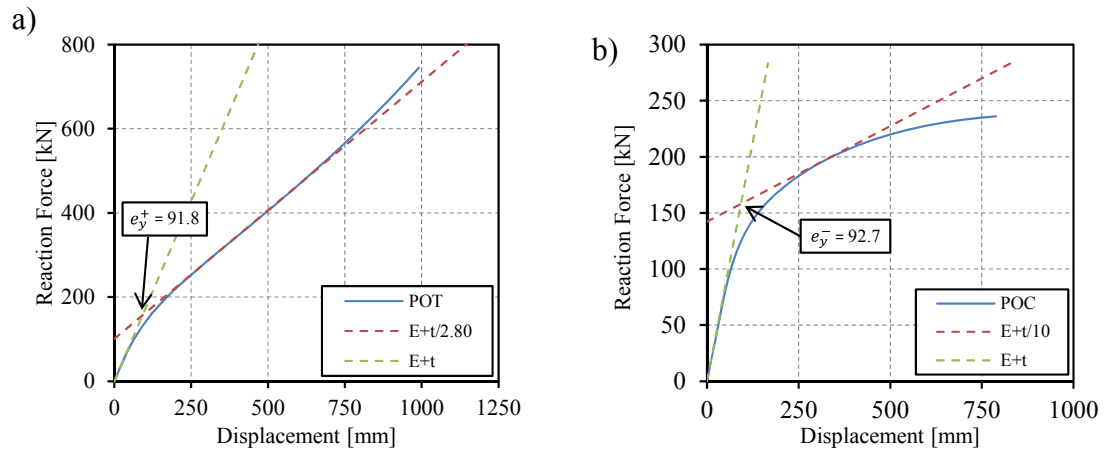 a)
800
600
400
200
0
Reaction Force [kN]
e_y^+ = 91.8
POT
E+t/2.80
E+t
0 250 500 750 1000 1250
Displacement [mm]
b)
300
250
200
150
100
50
0
Reaction Force [kN]
e_y^- = 92.7
POC
E+t/10
E+t
0 250 500 750 1000
Displacement [mm]